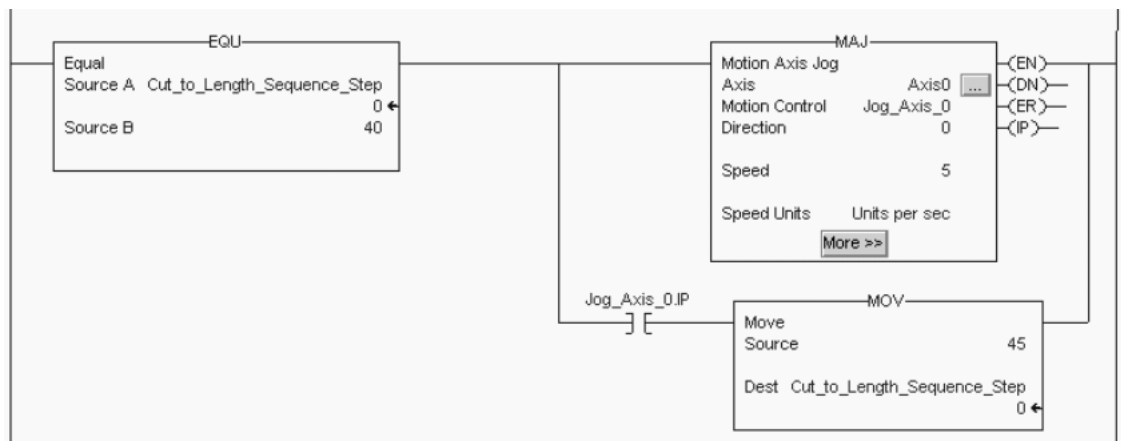 EQU
Equal
Source A Cut_to_Length_Sequence_Step
0
Source B 40
MAJ
Motion Axis Jog
Axis Axis0 ...
Motion Control Jog_Axis_0
Direction 0
Speed 5
Speed Units Units per sec
More >>
(EN)
(DN)
(ER)
(IP)
Jog_Axis_0.IP
MOV
Move
Source 45
Dest Cut_to_Length_Sequence_Step
0